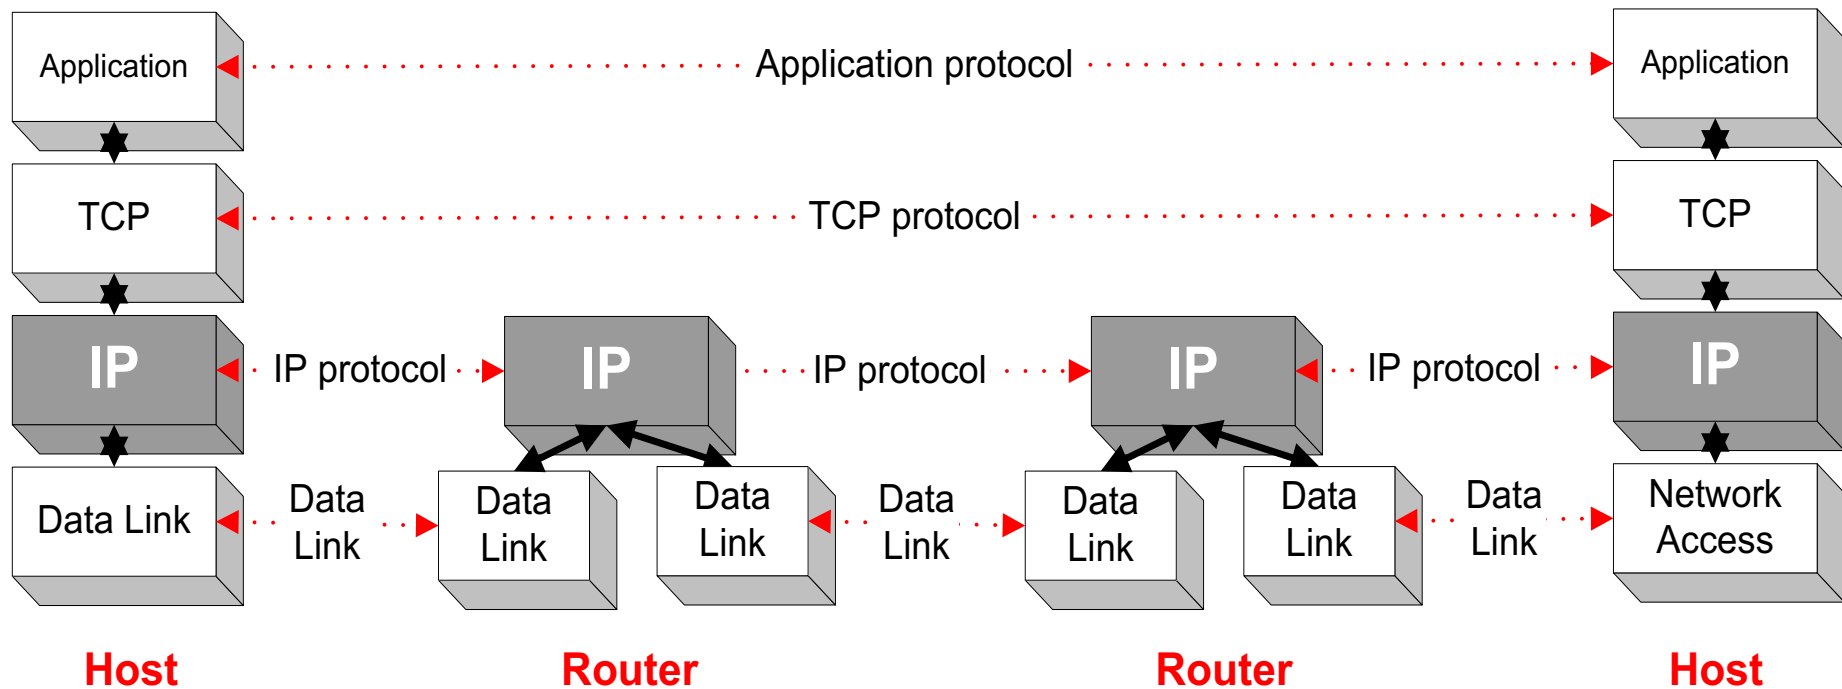 Application
Application protocol
Application
TCP
TCP protocol
TCP
IP
IP protocol
IP
IP protocol
IP
IP protocol
IP
Data Link
Data
Link
Data
Link
Data
Link
Data
Link
Data
Link
Data
Link
Data
Link
Network
Access
Host
Router
Router
Host